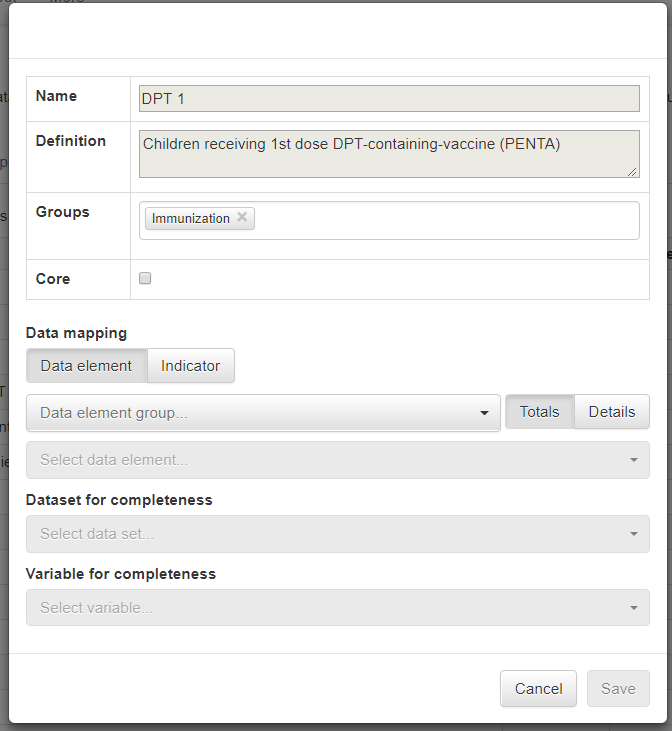 Name
DPT 1
Definition
Children receiving 1st dose DPT-containing-vaccine (PENTA)
Groups
Immunization ×
Core
Data mapping
Data element Indicator
Data element group... Totals Details
Select data element...
Dataset for completeness
Select data set...
Variable for completeness
Select variable...
Cancel Save